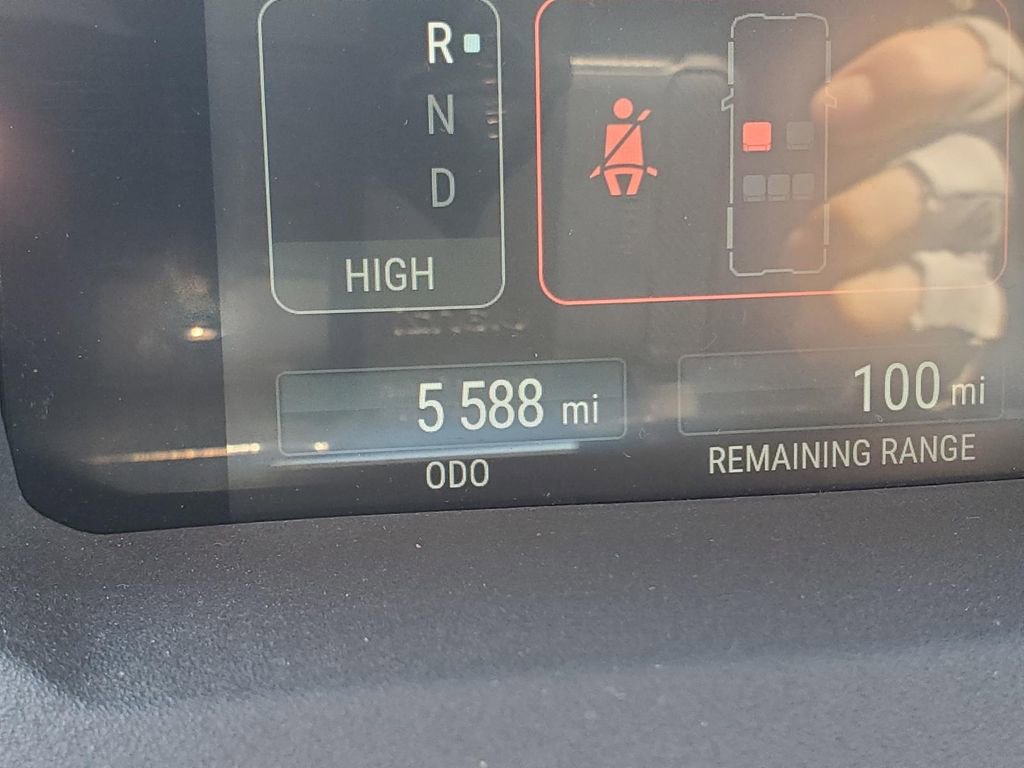 R
N
D
HIGH
5 588 mi
ODO
100 mi
REMAINING RANGE